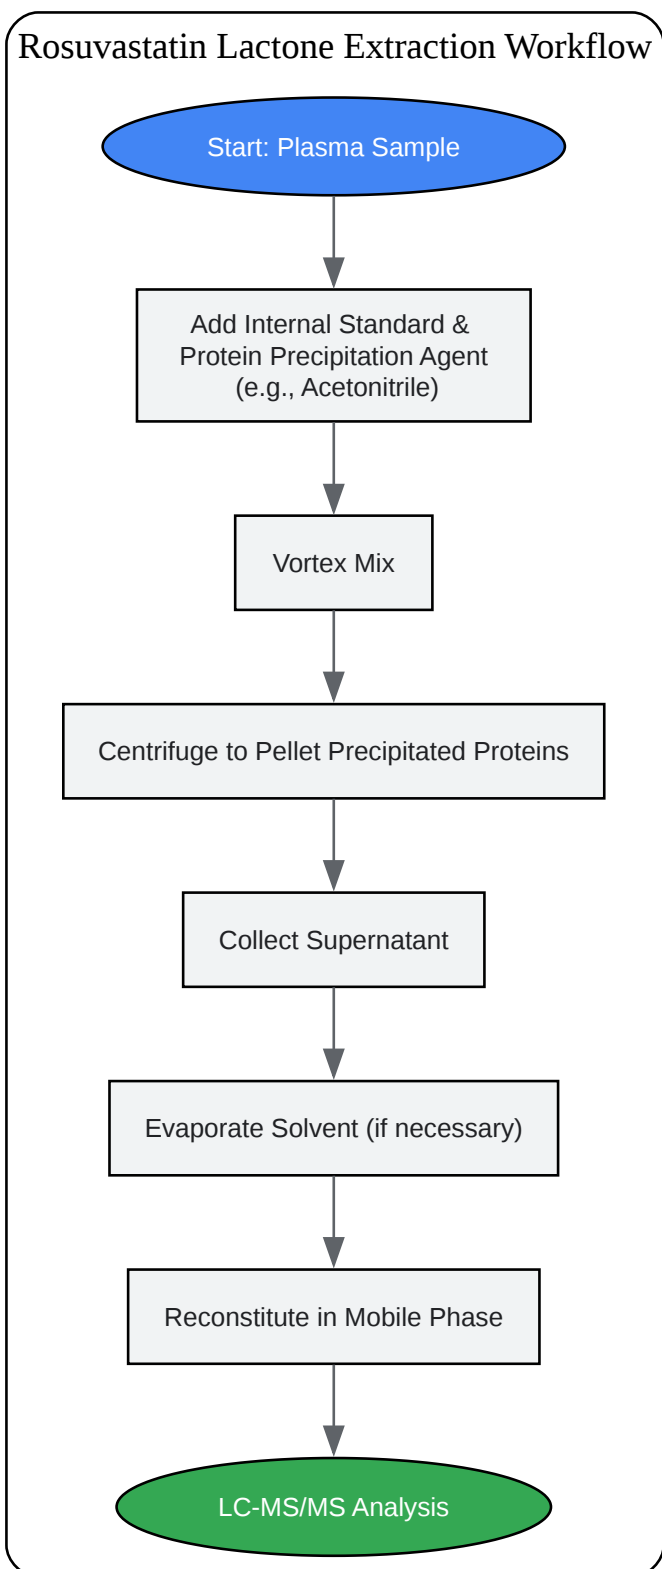 Rosuvastatin Lactone Extraction Workflow
Start: Plasma Sample
Add Internal Standard &
Protein Precipitation Agent
(e.g., Acetonitrile)
Vortex Mix
Centrifuge to Pellet Precipitated Proteins
Collect Supernatant
Evaporate Solvent (if necessary)
Reconstitute in Mobile Phase
LC-MS/MS Analysis